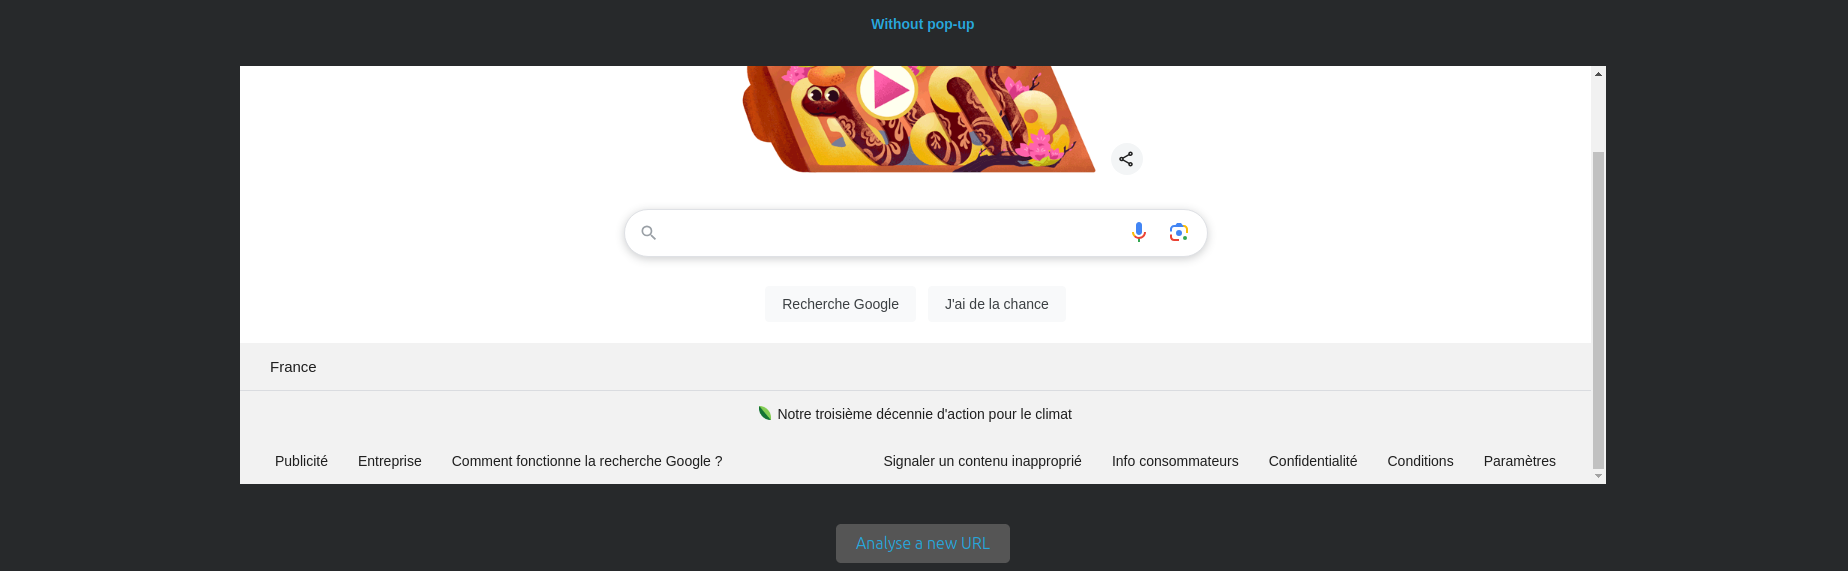 Without pop-up
Recherche Google
J'ai de la chance
France
Notre troisième décennie d'action pour le climat
Publicité Entreprise Comment fonctionne la recherche Google ? Signaler un contenu inapproprié Info consommateurs Confidentialité Conditions Paramètres
Analyse a new URL